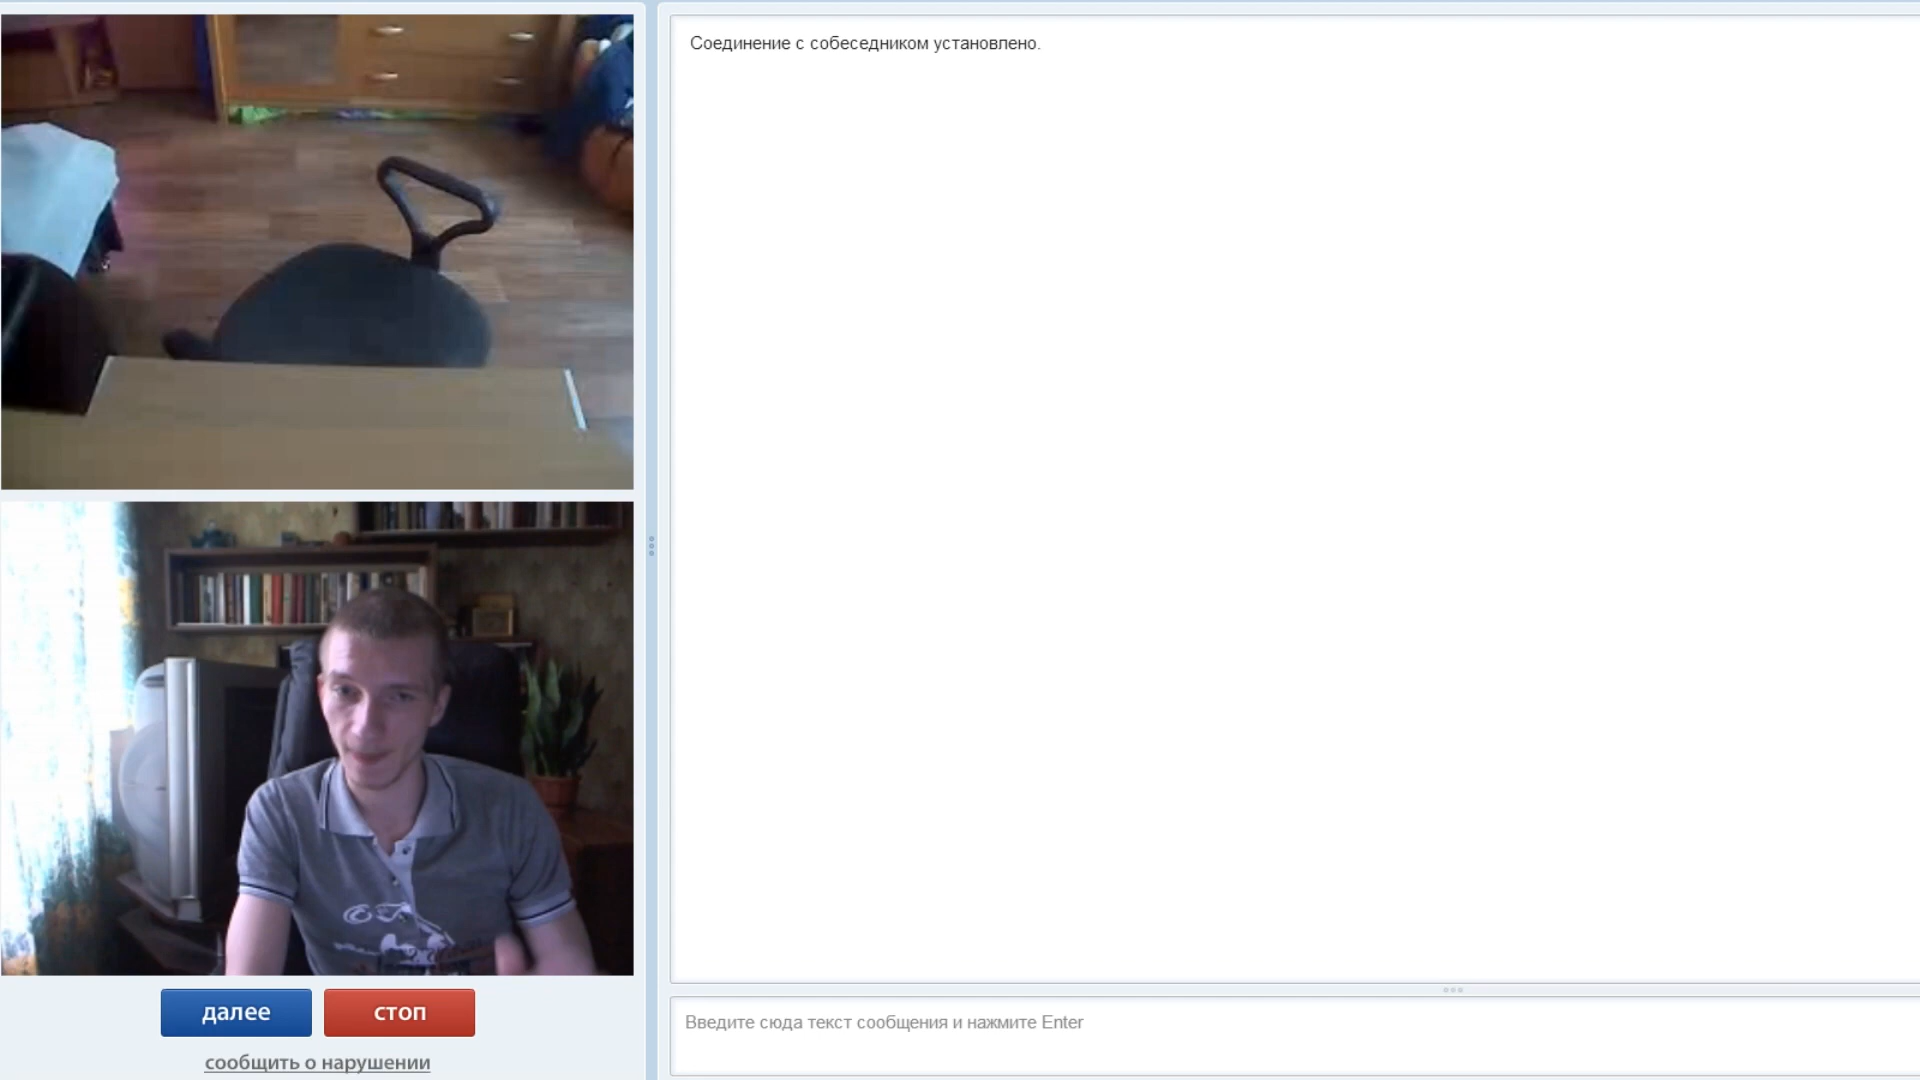 Соединение с собеседником установлено.
далее
стоп
сообщить о нарушении
Введите сюда текст сообщения и нажмите Enter